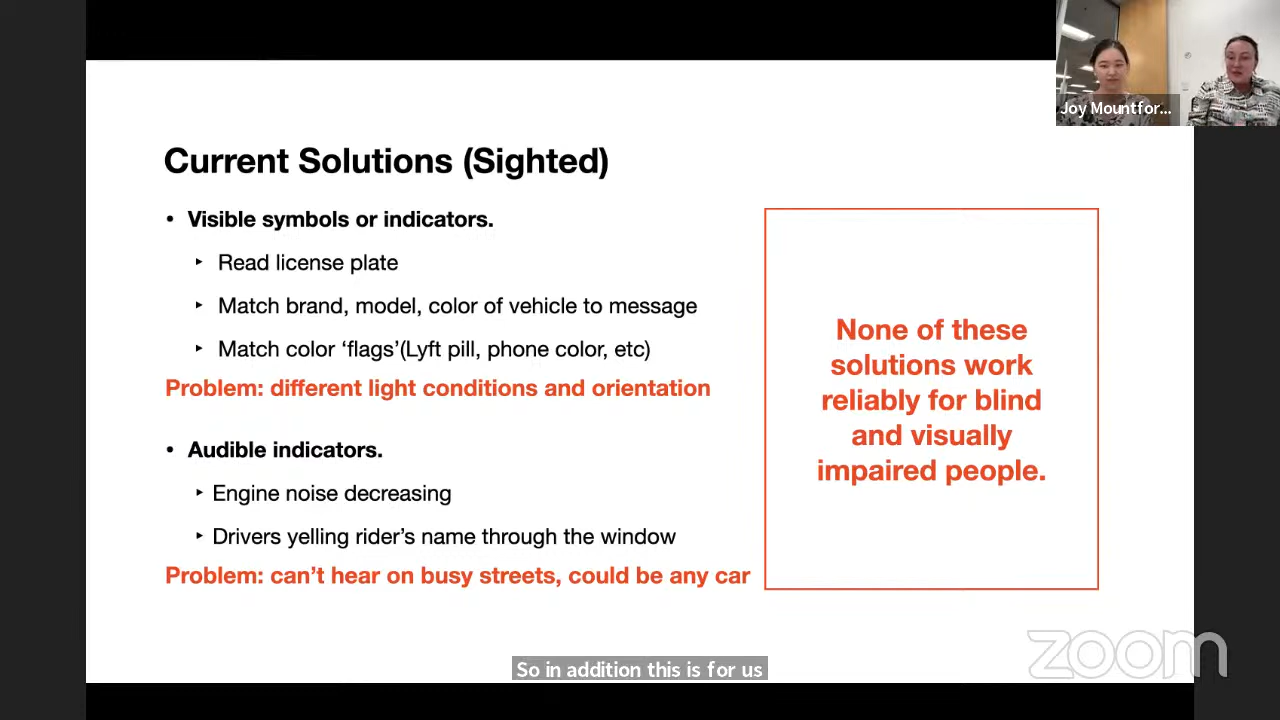 Joy Mountfor...
Current Solutions (Sighted)
• Visible symbols or indicators.
‣ Read license plate
‣ Match brand, model, color of vehicle to message
‣ Match color ‘flags’(Lyft pill, phone color, etc)
Problem: different light conditions and orientation
• Audible indicators.
‣ Engine noise decreasing
‣ Drivers yelling rider’s name through the window
Problem: can’t hear on busy streets, could be any car
None of these
solutions work
reliably for blind
and visually
impaired people.
So in addition this is for us
zoom